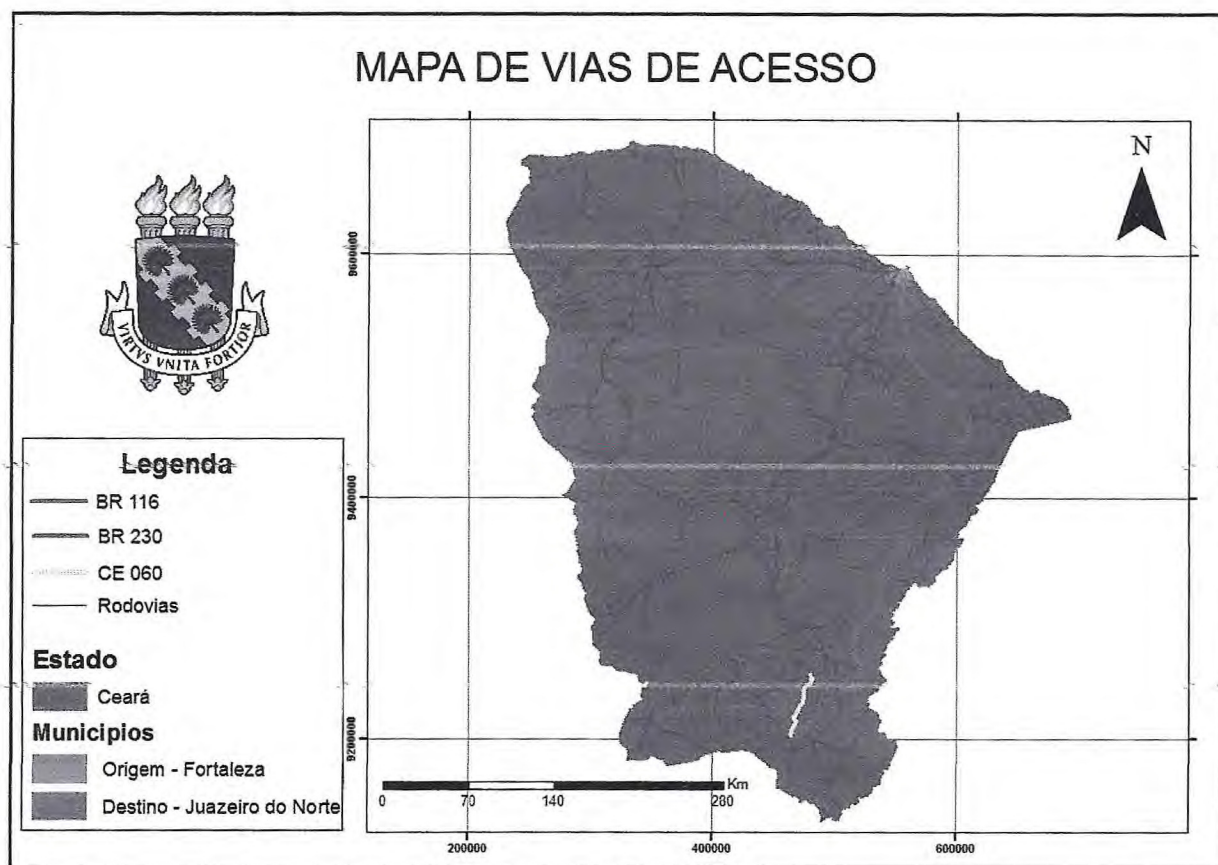 MAPA DE VIAS DE ACESSO
VIRTVS VNITA FORTIOR
Legenda
BR 116
BR 230
CE 060
Rodovias
Estado
Ceará
Municipios
Origem - Fortaleza
Destino - Juazeiro do Norte
N
9600000
9400000
9200000
Km
0 70 140 280
200000 400000 600000